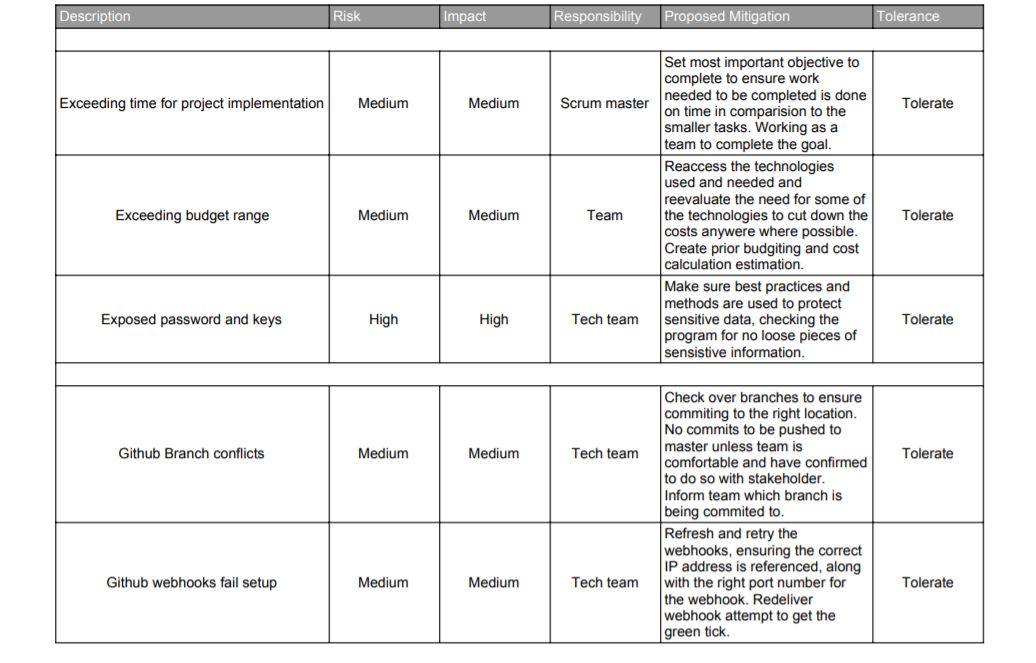 Description Risk Impact Responsibility Proposed Mitigation Tolerance
Exceeding time for project implementation Medium Medium Scrum master Tolerate
Set most important objective to
complete to ensure work
needed to be completed is done
on time in comparision to the
smaller tasks. Working as a
team to complete the goal.
Exceeding budget range Medium Medium Team Tolerate
Reaccess the technologies
used and needed and
reevaluate the need for some of
the technologies to cut down the
costs anywere where possible.
Create prior budgiting and cost
calculation estimation.
Exposed password and keys High High Tech team Tolerate
Make sure best practices and
methods are used to protect
sensitive data, checking the
program for no loose pieces of
sensistive information.
Github Branch conflicts Medium Medium Tech team Tolerate
Check over branches to ensure
commiting to the right location.
No commits to be pushed to
master unless team is
comfortable and have confirmed
to do so with stakeholder.
Inform team which branch is
being commited to.
Github webhooks fail setup Medium Medium Tech team Tolerate
Refresh and retry the
webhooks, ensuring the correct
IP address is referenced, along
with the right port number for
the webhook. Redeliver
webhook attempt to get the
green tick.